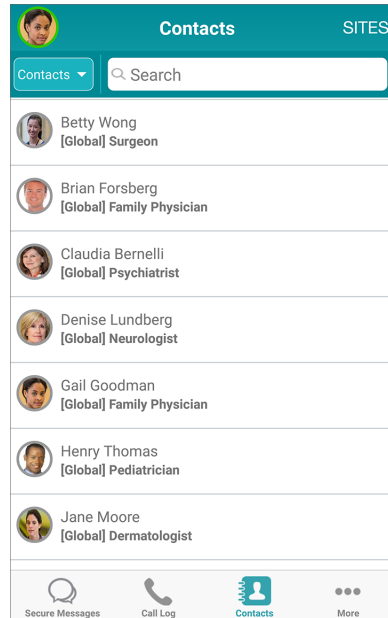 Contacts
SITES
Contacts
Search
Betty Wong
[Global] Surgeon
Brian Forsberg
[Global] Family Physician
Claudia Bernelli
[Global] Psychiatrist
Denise Lundberg
[Global] Neurologist
Gail Goodman
[Global] Family Physician
Henry Thomas
[Global] Pediatrician
Jane Moore
[Global] Dermatologist
Secure Messages
Call Log
Contacts
More